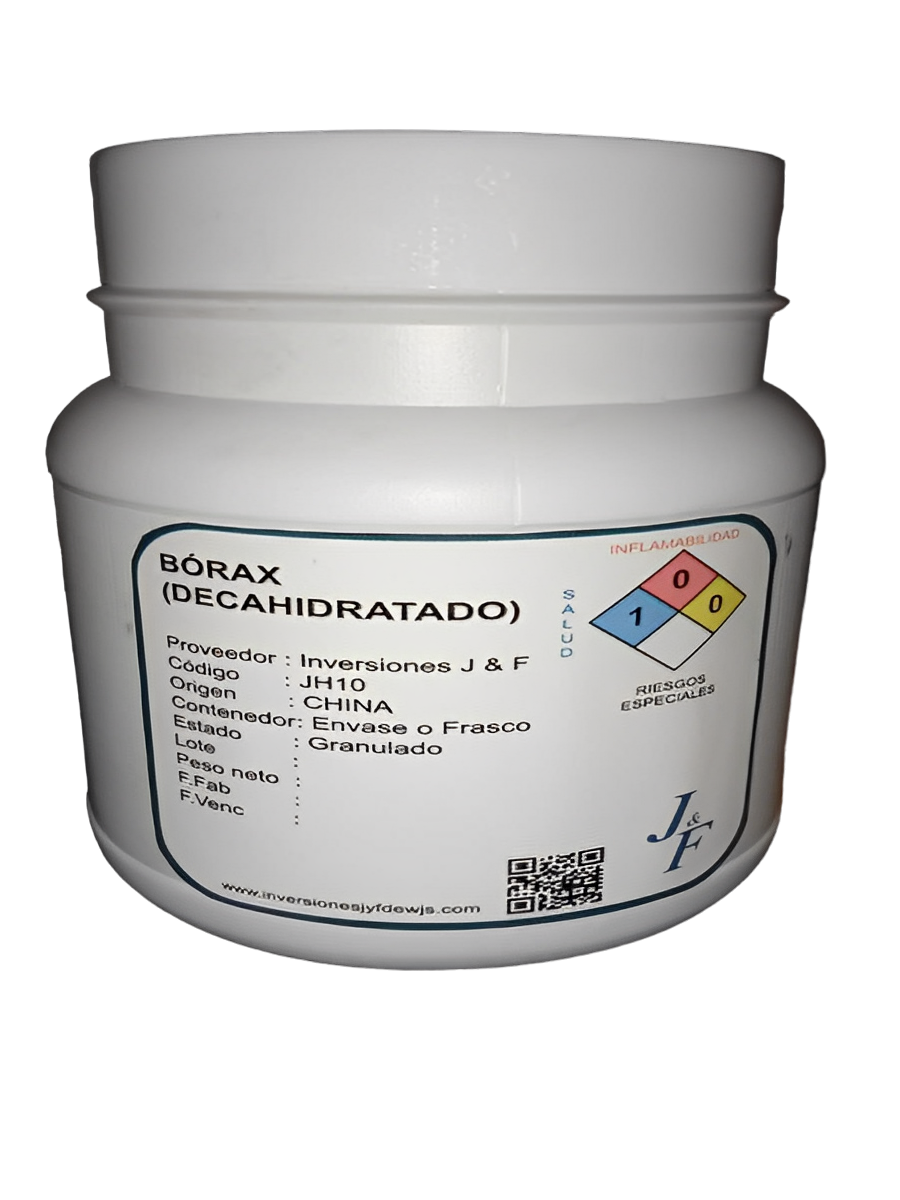 BÓRAX
(DECAHIDRATADO)
Proveedor : Inversiones J & F
Código : JH10
Origen : CHINA
Contenedor: Envase o Frasco
Estado : Granulado
Lote :
Peso neto :
F.Fab :
F.Venc :
INFLAMABILIDAD
SALUD
0
1
0
RIESGOS
ESPECIALES
J&F
www.inversionesjyfdewjs.com